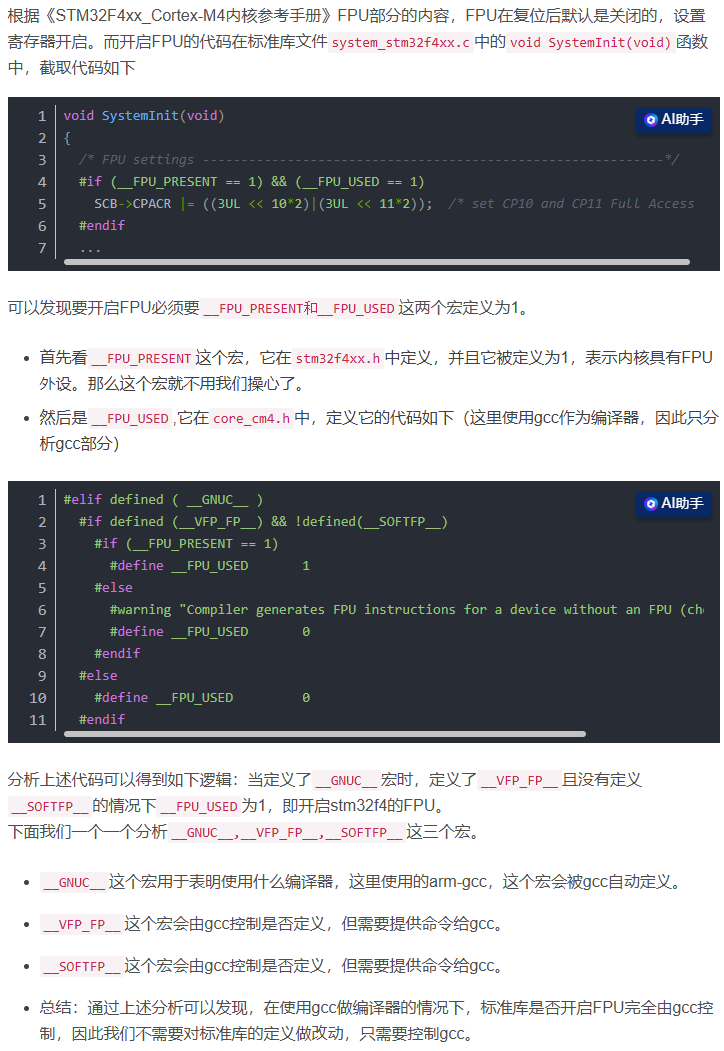 根据《STM32F4xx_Cortex-M4内核参考手册》FPU部分的内容，FPU在复位后默认是关闭的，设置
寄存器开启。而开启FPU的代码在标准库文件 system_stm32f4xx.c 中的 void SystemInit(void) 函数
中，截取代码如下
AI助手
1 void SystemInit(void)
2 {
3   /* FPU settings ------------------------------------------------------------*/
4   #if (__FPU_PRESENT == 1) && (__FPU_USED == 1)
5     SCB->CPACR |= ((3UL << 10*2)|(3UL << 11*2));  /* set CP10 and CP11 Full Access
6   #endif
7   ...
可以发现要开启FPU必须要 __FPU_PRESENT和__FPU_USED 这两个宏定义为1。
• 首先看 __FPU_PRESENT 这个宏，它在 stm32f4xx.h 中定义，并且它被定义为1，表示内核具有FPU
外设。那么这个宏就不用我们操心了。
• 然后是 __FPU_USED ,它在 core_cm4.h 中，定义它的代码如下（这里使用gcc作为编译器，因此只分
析gcc部分）
AI助手
1 #elif defined ( __GNUC__ )
2   #if defined (__VFP_FP__) && !defined(__SOFTFP__)
3     #if (__FPU_PRESENT == 1)
4       #define __FPU_USED       1
5     #else
6       #warning "Compiler generates FPU instructions for a device without an FPU (che
7       #define __FPU_USED       0
8     #endif
9   #else
10     #define __FPU_USED         0
11   #endif
分析上述代码可以得到如下逻辑：当定义了 __GNUC__ 宏时，定义了 __VFP_FP__ 且没有定义
__SOFTFP__ 的情况下 __FPU_USED 为1，即开启stm32f4的FPU。
下面我们一个一个分析 __GNUC__,__VFP_FP__,__SOFTFP__ 这三个宏。
• __GNUC__ 这个宏用于表明使用什么编译器，这里使用的arm-gcc，这个宏会被gcc自动定义。
• __VFP_FP__ 这个宏会由gcc控制是否定义，但需要提供命令给gcc。
• __SOFTFP__ 这个宏会由gcc控制是否定义，但需要提供命令给gcc。
• 总结：通过上述分析可以发现，在使用gcc做编译器的情况下，标准库是否开启FPU完全由gcc控
制，因此我们不需要对标准库的定义做改动，只需要控制gcc。